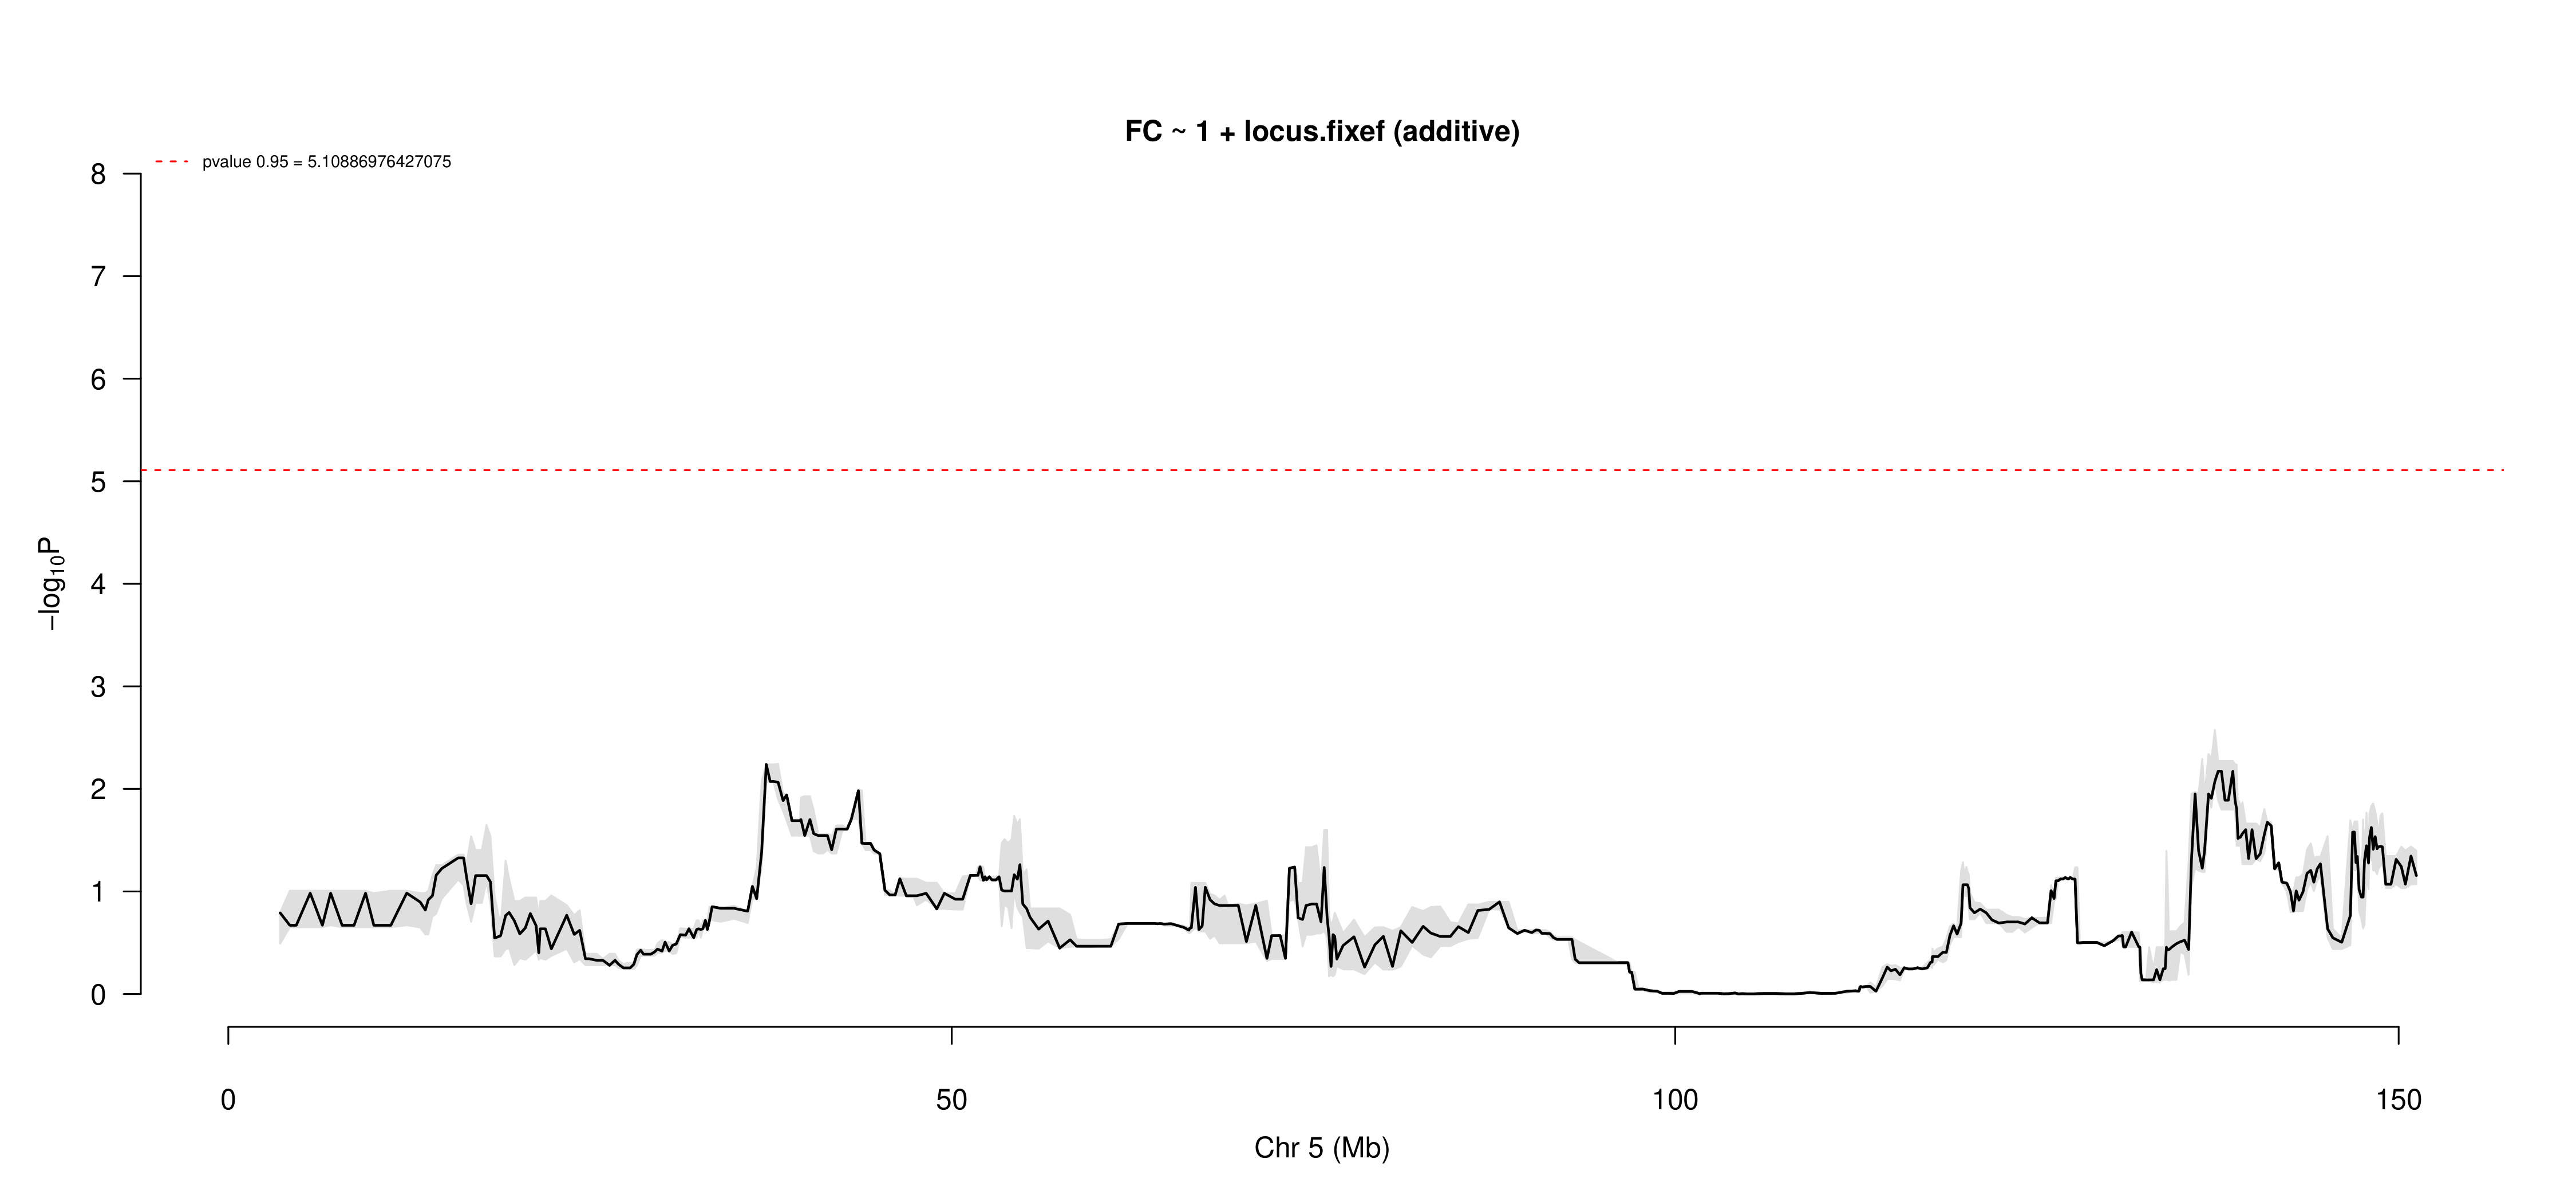 FC ~ 1 + locus.fixef (additive)
pvalue 0.95 = 5.10886976427075
8
7
6
5
4
3
2
1
0
−log₁₀P
0 50 100 150
Chr 5 (Mb)